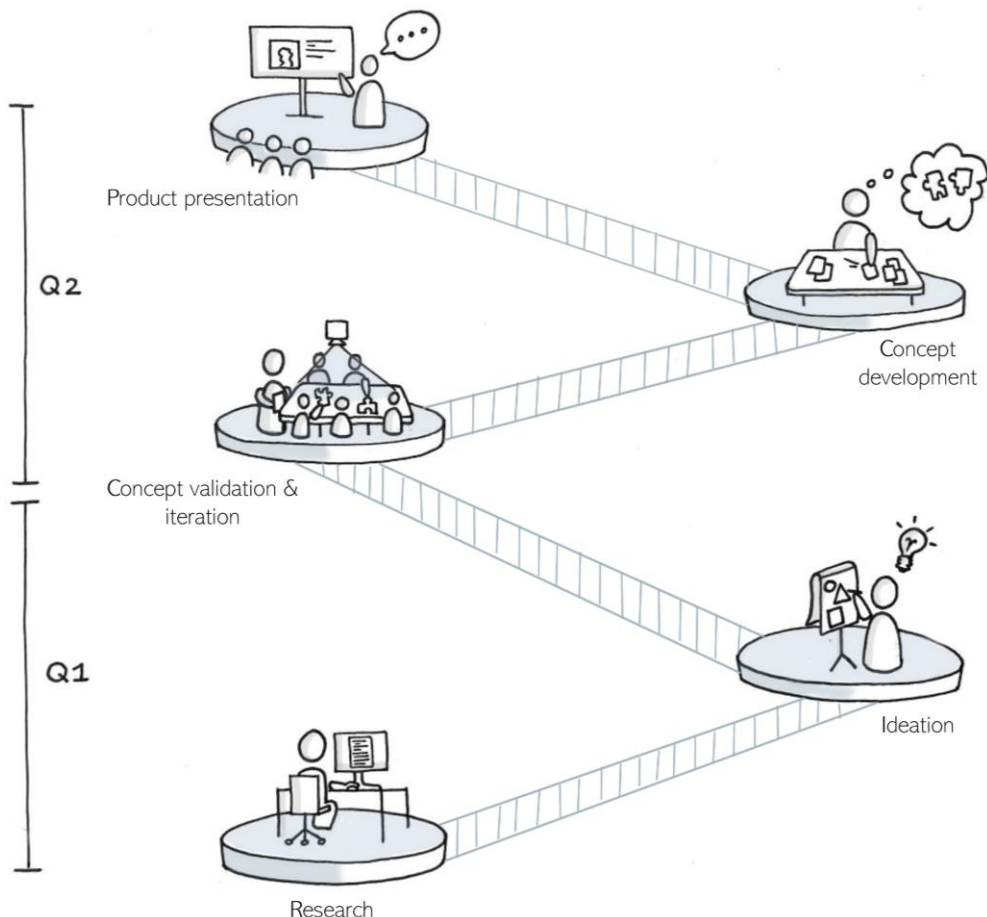 Product presentation
Q2
Concept
development
Concept validation &
iteration
Q1
Ideation
Research